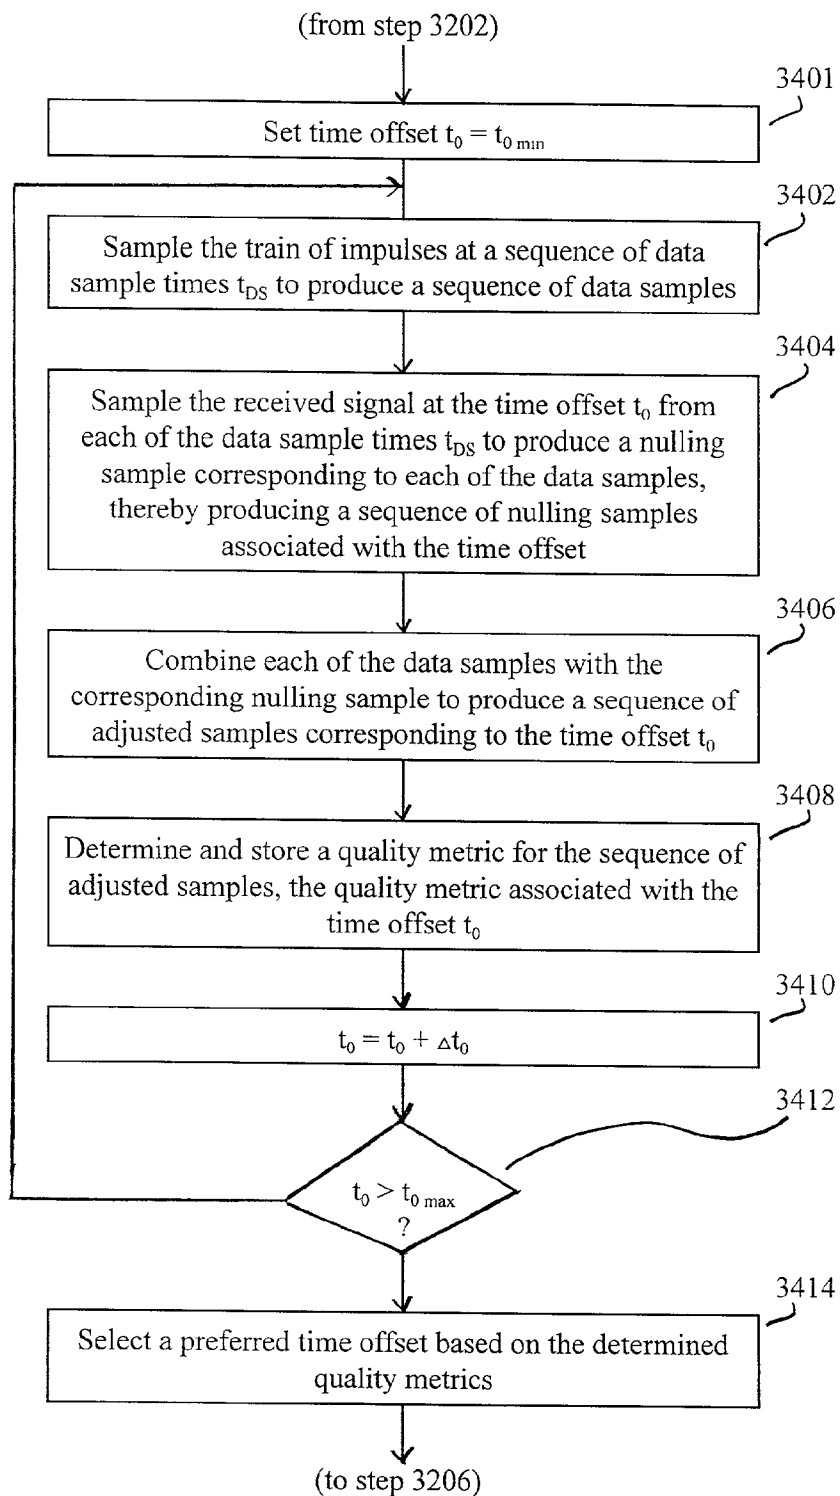 (from step 3202)
3401
Set time offset t₀ = t₀ min
3402
Sample the train of impulses at a sequence of data
sample times tDS to produce a sequence of data samples
3404
Sample the received signal at the time offset t₀ from
each of the data sample times tDS to produce a nulling
sample corresponding to each of the data samples,
thereby producing a sequence of nulling samples
associated with the time offset
3406
Combine each of the data samples with the
corresponding nulling sample to produce a sequence of
adjusted samples corresponding to the time offset t₀
3408
Determine and store a quality metric for the sequence of
adjusted samples, the quality metric associated with the
time offset t₀
3410
t₀ = t₀ + Δt₀
3412
t₀ > t₀ max
?
3414
Select a preferred time offset based on the determined
quality metrics
(to step 3206)